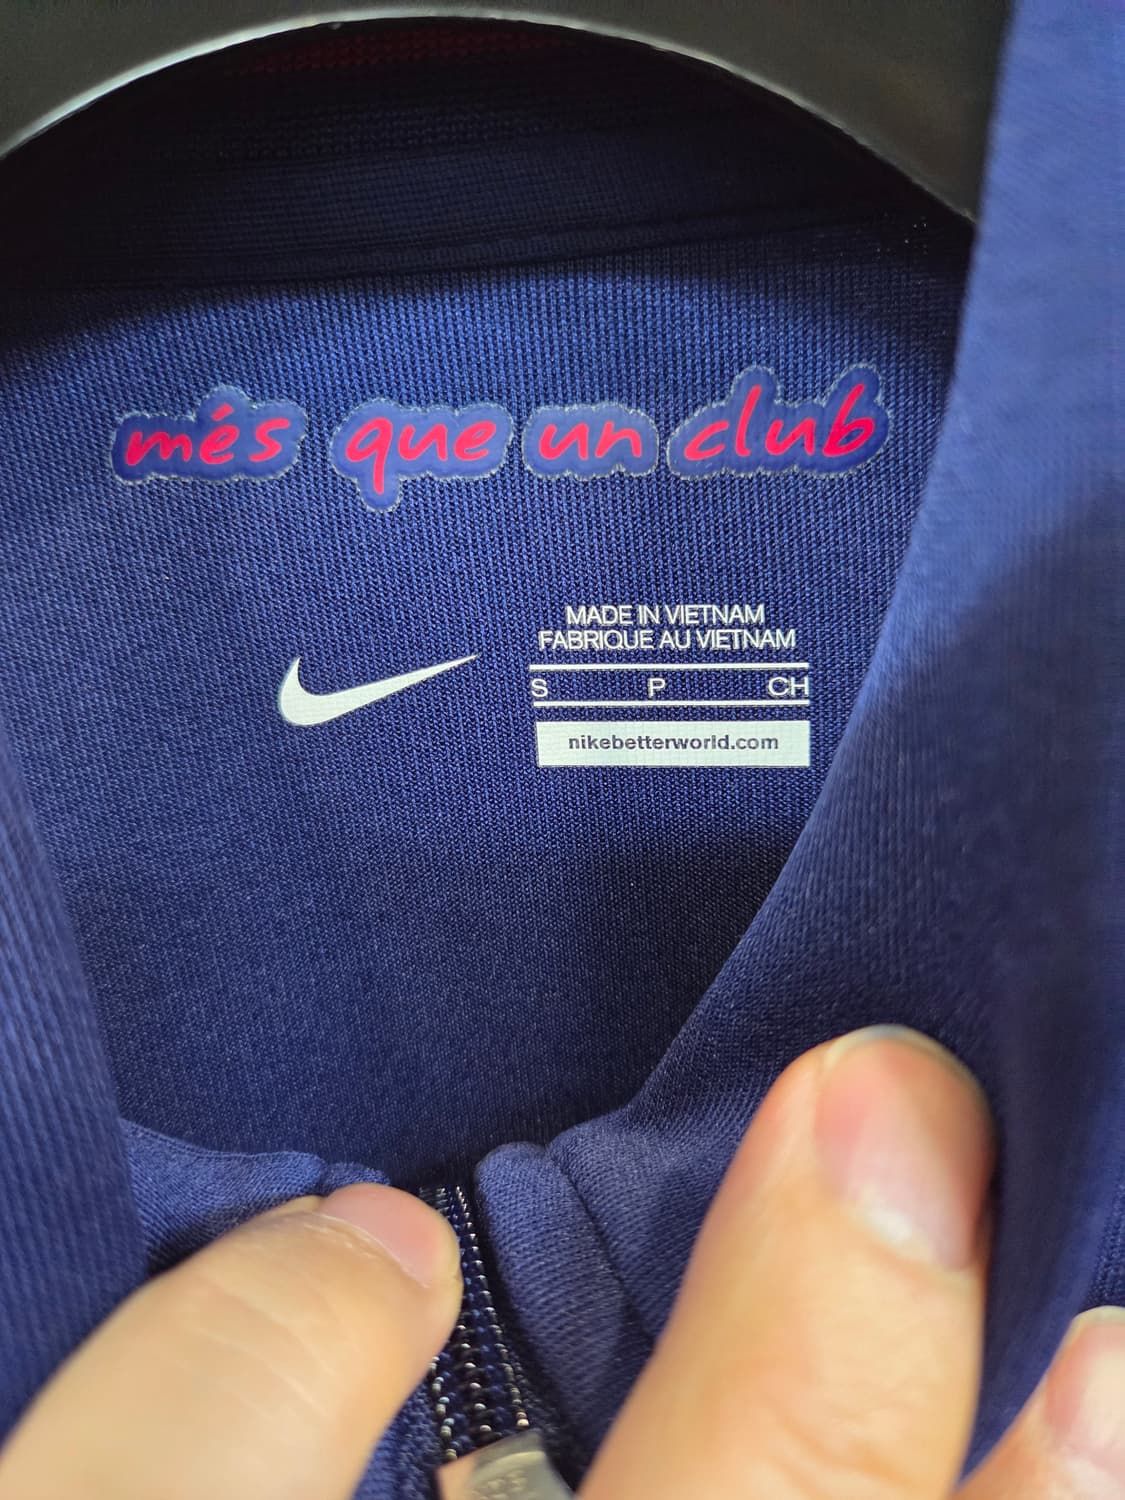 més que un club
MADE IN VIETNAM
FABRIQUE AU VIETNAM
S P CH
nikebetterworld.com